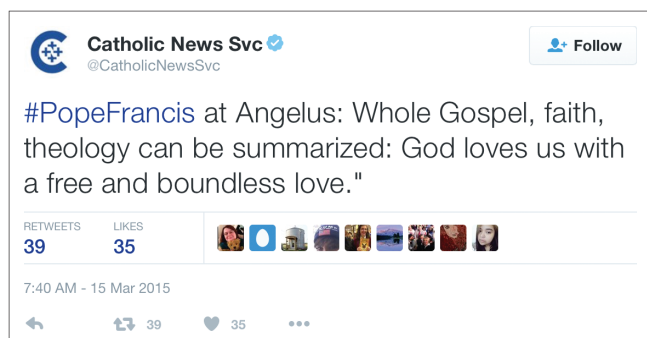 Catholic News Svc
@CatholicNewsSvc
Follow
#PopeFrancis at Angelus: Whole Gospel, faith,
theology can be summarized: God loves us with
a free and boundless love."
RETWEETS LIKES
39 35
7:40 AM - 15 Mar 2015
39 35